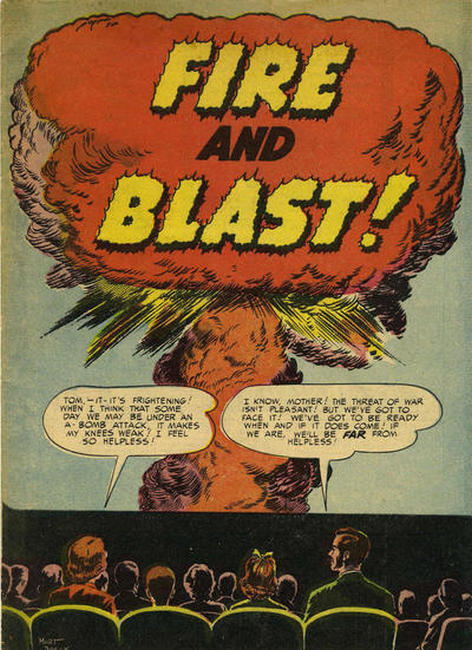 FIRE
AND
BLAST!
TOM,—IT-IT'S FRIGHTENING!
WHEN I THINK THAT SOME
DAY WE MAY BE UNDER AN
A-BOMB ATTACK, IT MAKES
MY KNEES WEAK! I FEEL
SO HELPLESS!
I KNOW, MOTHER! THE THREAT OF WAR
ISN'T PLEASANT! BUT WE'VE GOT TO
FACE IT! WE'VE GOT TO BE READY
WHEN AND IF IT DOES COME! IF
WE ARE, WE'LL BE FAR FROM
HELPLESS!
MORT